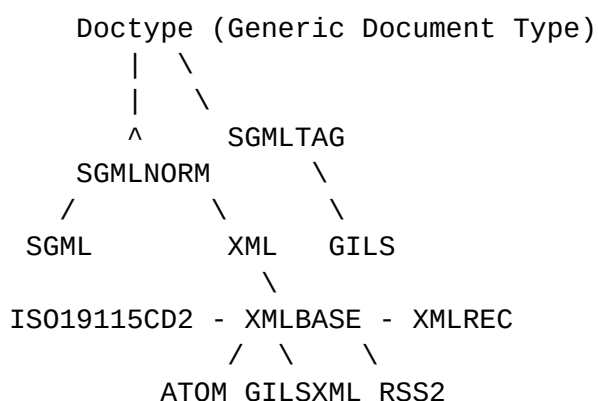 Doctype (Generic Document Type)
| \
| \
^ SGMLTAG
SGMLNORM \
/ \ \
SGML XML GILS
\
ISO19115CD2 - XMLBASE - XMLREC
/ \ \
ATOM GILSXML RSS2